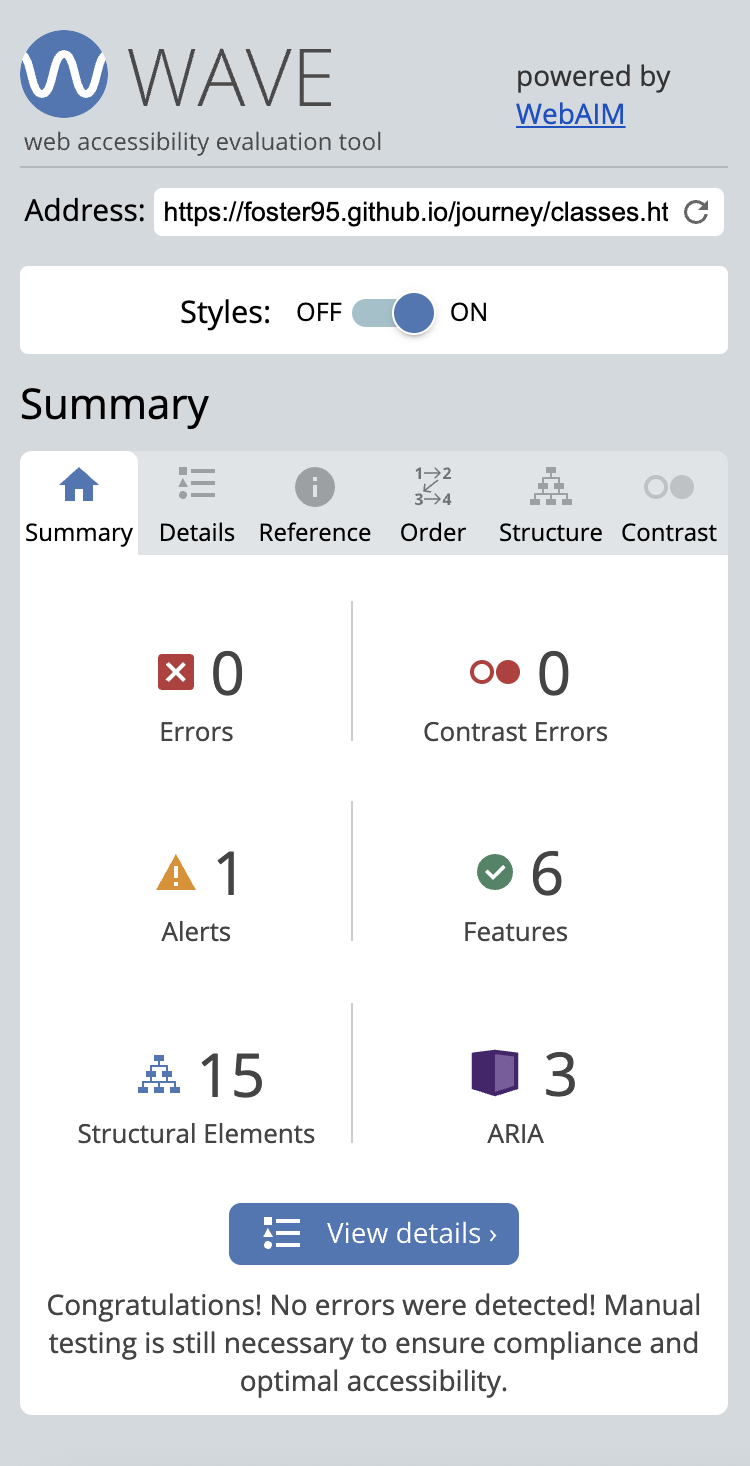 WAVE
web accessibility evaluation tool
powered by
WebAIM
Address: https://foster95.github.io/journey/classes.ht
Styles: OFF ON
Summary
1→2
3→4
Summary Details Reference Order Structure Contrast
0
Errors
0
Contrast Errors
1
Alerts
6
Features
15
Structural Elements
3
ARIA
View details ›
Congratulations! No errors were detected! Manual
testing is still necessary to ensure compliance and
optimal accessibility.